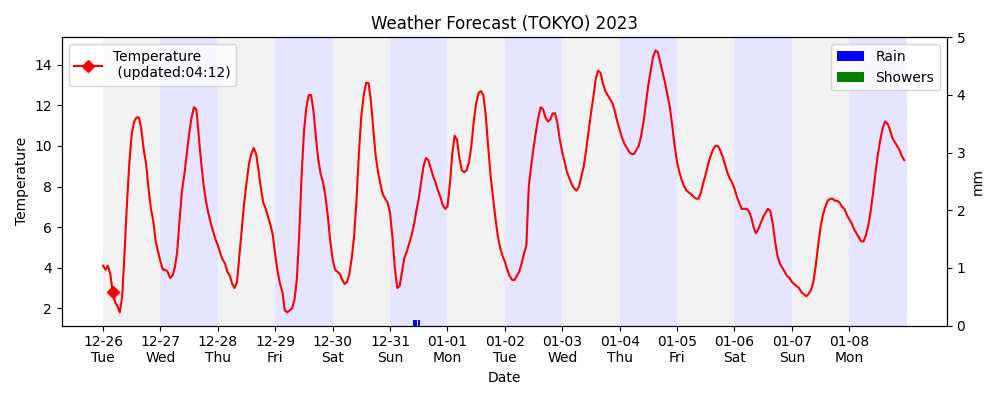 Weather Forecast (TOKYO) 2023
Temperature
(updated:04:12)
Rain
Showers
Temperature
14
12
10
8
6
4
2
5
4
3
2
1
0
mm
12-26 12-27 12-28 12-29 12-30 12-31 01-01 01-02 01-03 01-04 01-05 01-06 01-07 01-08
Tue Wed Thu Fri Sat Sun Mon Tue Wed Thu Fri Sat Sun Mon
Date